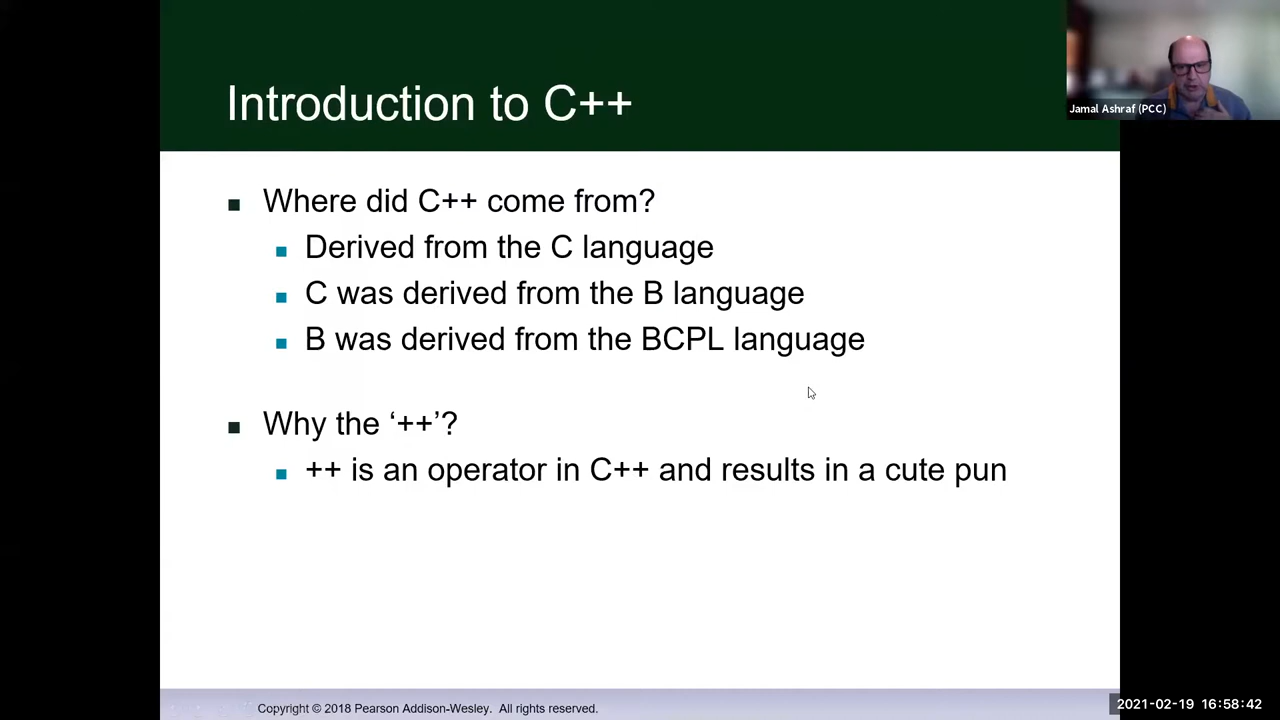 Introduction to C++
Jamal Ashraf (PCC)
Where did C++ come from?
Derived from the C language
C was derived from the B language
B was derived from the BCPL language
Why the ‘++’?
++ is an operator in C++ and results in a cute pun
Copyright © 2018 Pearson Addison-Wesley. All rights reserved.
2021-02-19 16:58:42